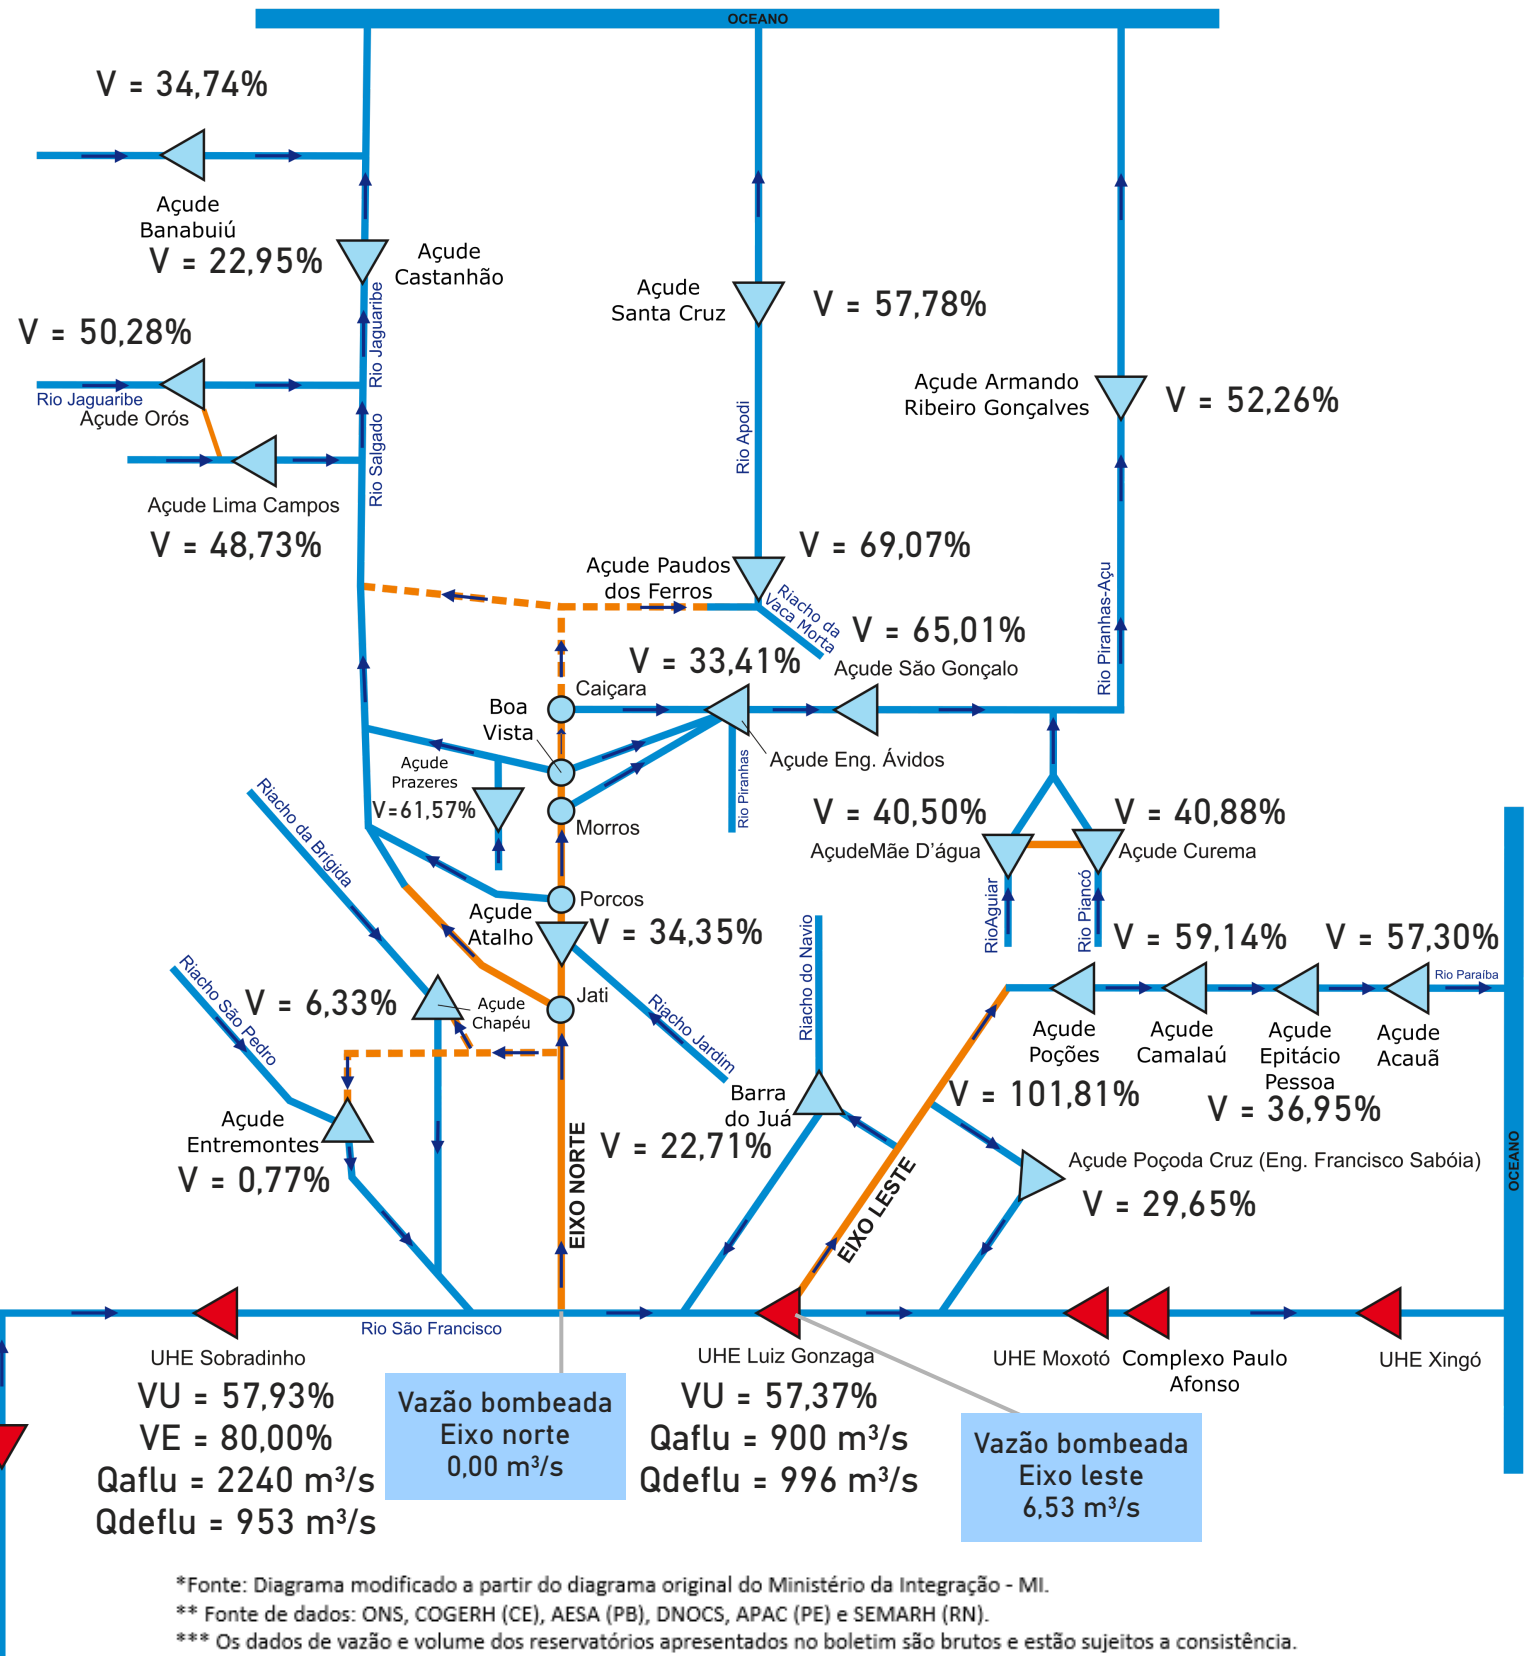 OCEANO
V = 34,74%
Açude
Banabuiú
V = 22,95%
Açude
Castanhão
Rio Jaguaribe
Açude
Santa Cruz
V = 57,78%
V = 50,28%
Rio Jaguaribe
Açude Orós
Açude Armando
Ribeiro Gonçalves
V = 52,26%
Rio Salgado
Rio Apodi
Açude Lima Campos
V = 48,73%
V = 69,07%
Açude Paudos
dos Ferros
Riacho da
Vaca Morta
Rio Piranhas-Açu
V = 65,01%
Açude São Gonçalo
V = 33,41%
Caiçara
Boa
Vista
Açude Eng. Ávidos
Rio Piranhas
Açude
Prazeres
V=61,57%
Morros
Riacho da Brígida
V = 40,50%
AçudeMãe D'água
V = 40,88%
Açude Curema
RioAguiar
Rio Piancó
Porcos
Açude
Atalho
V = 34,35%
Riacho do Navio
V = 59,14%
V = 57,30%
Rio Paraíba
Riacho São Pedro
V = 6,33%
Açude
Chapéu
Jati
Riacho Jardim
Açude
Poções
Açude
Camalaú
Açude
Epitácio
Pessoa
Açude
Acauã
V = 101,81%
V = 36,95%
Barra
do Juá
V = 22,71%
Açude
Entremontes
V = 0,77%
EIXO NORTE
EIXO LESTE
Açude Poçoda Cruz (Eng. Francisco Sabóia)
V = 29,65%
OCEANO
Rio São Francisco
UHE Sobradinho
VU = 57,93%
VE = 80,00%
Qaflu = 2240 m³/s
Qdeflu = 953 m³/s
Vazão bombeada
Eixo norte
0,00 m³/s
UHE Luiz Gonzaga
VU = 57,37%
Qaflu = 900 m³/s
Qdeflu = 996 m³/s
Vazão bombeada
Eixo leste
6,53 m³/s
UHE Moxotó
Complexo Paulo
Afonso
UHE Xingó
*Fonte: Diagrama modificado a partir do diagrama original do Ministério da Integração - MI.
** Fonte de dados: ONS, COGERH (CE), AESA (PB), DNOCS, APAC (PE) e SEMARH (RN).
*** Os dados de vazão e volume dos reservatórios apresentados no boletim são brutos e estão sujeitos a consistência.